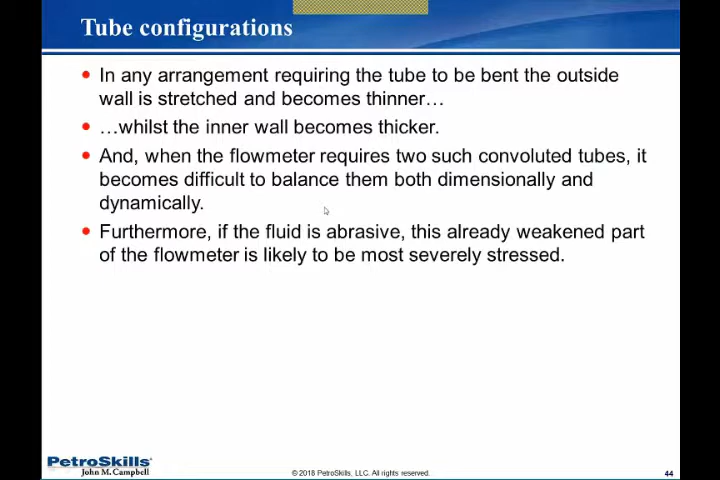 Tube configurations
In any arrangement requiring the tube to be bent the outside
wall is stretched and becomes thinner…
…whilst the inner wall becomes thicker.
And, when the flowmeter requires two such convoluted tubes, it
becomes difficult to balance them both dimensionally and
dynamically.
Furthermore, if the fluid is abrasive, this already weakened part
of the flowmeter is likely to be most severely stressed.
PetroSkills
John M. Campbell
© 2018 PetroSkills, LLC. All rights reserved.
44